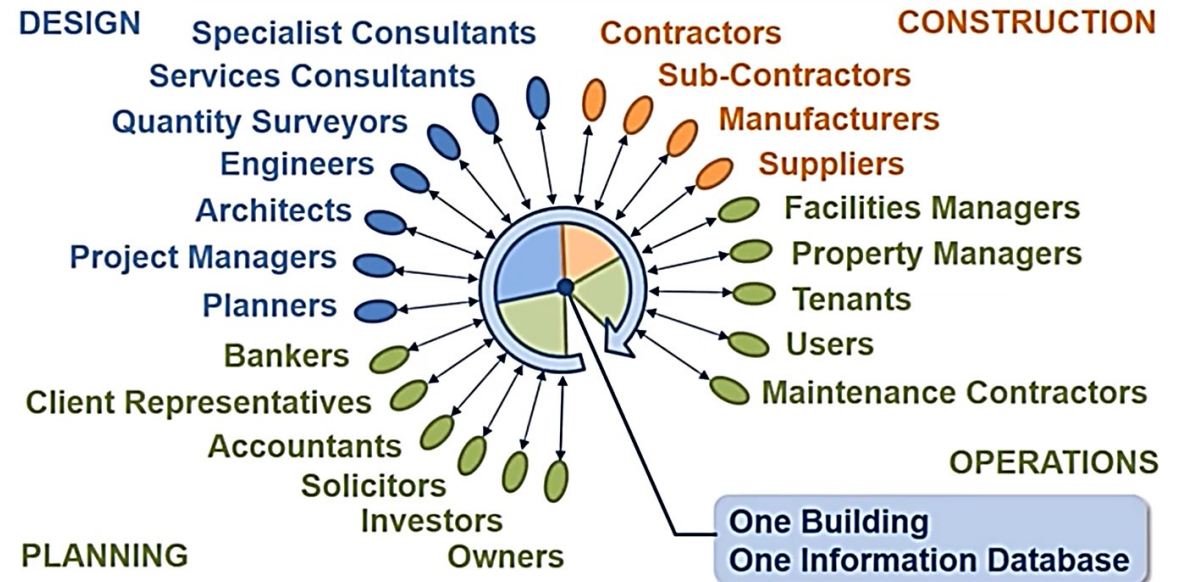 DESIGN
Specialist Consultants
Services Consultants
Quantity Surveyors
Engineers
Architects
Project Managers
Planners
Bankers
Client Representatives
Accountants
Solicitors
Investors
Owners
PLANNING
CONSTRUCTION
Contractors
Sub-Contractors
Manufacturers
Suppliers
Facilities Managers
Property Managers
Tenants
Users
Maintenance Contractors
OPERATIONS
One Building
One Information Database